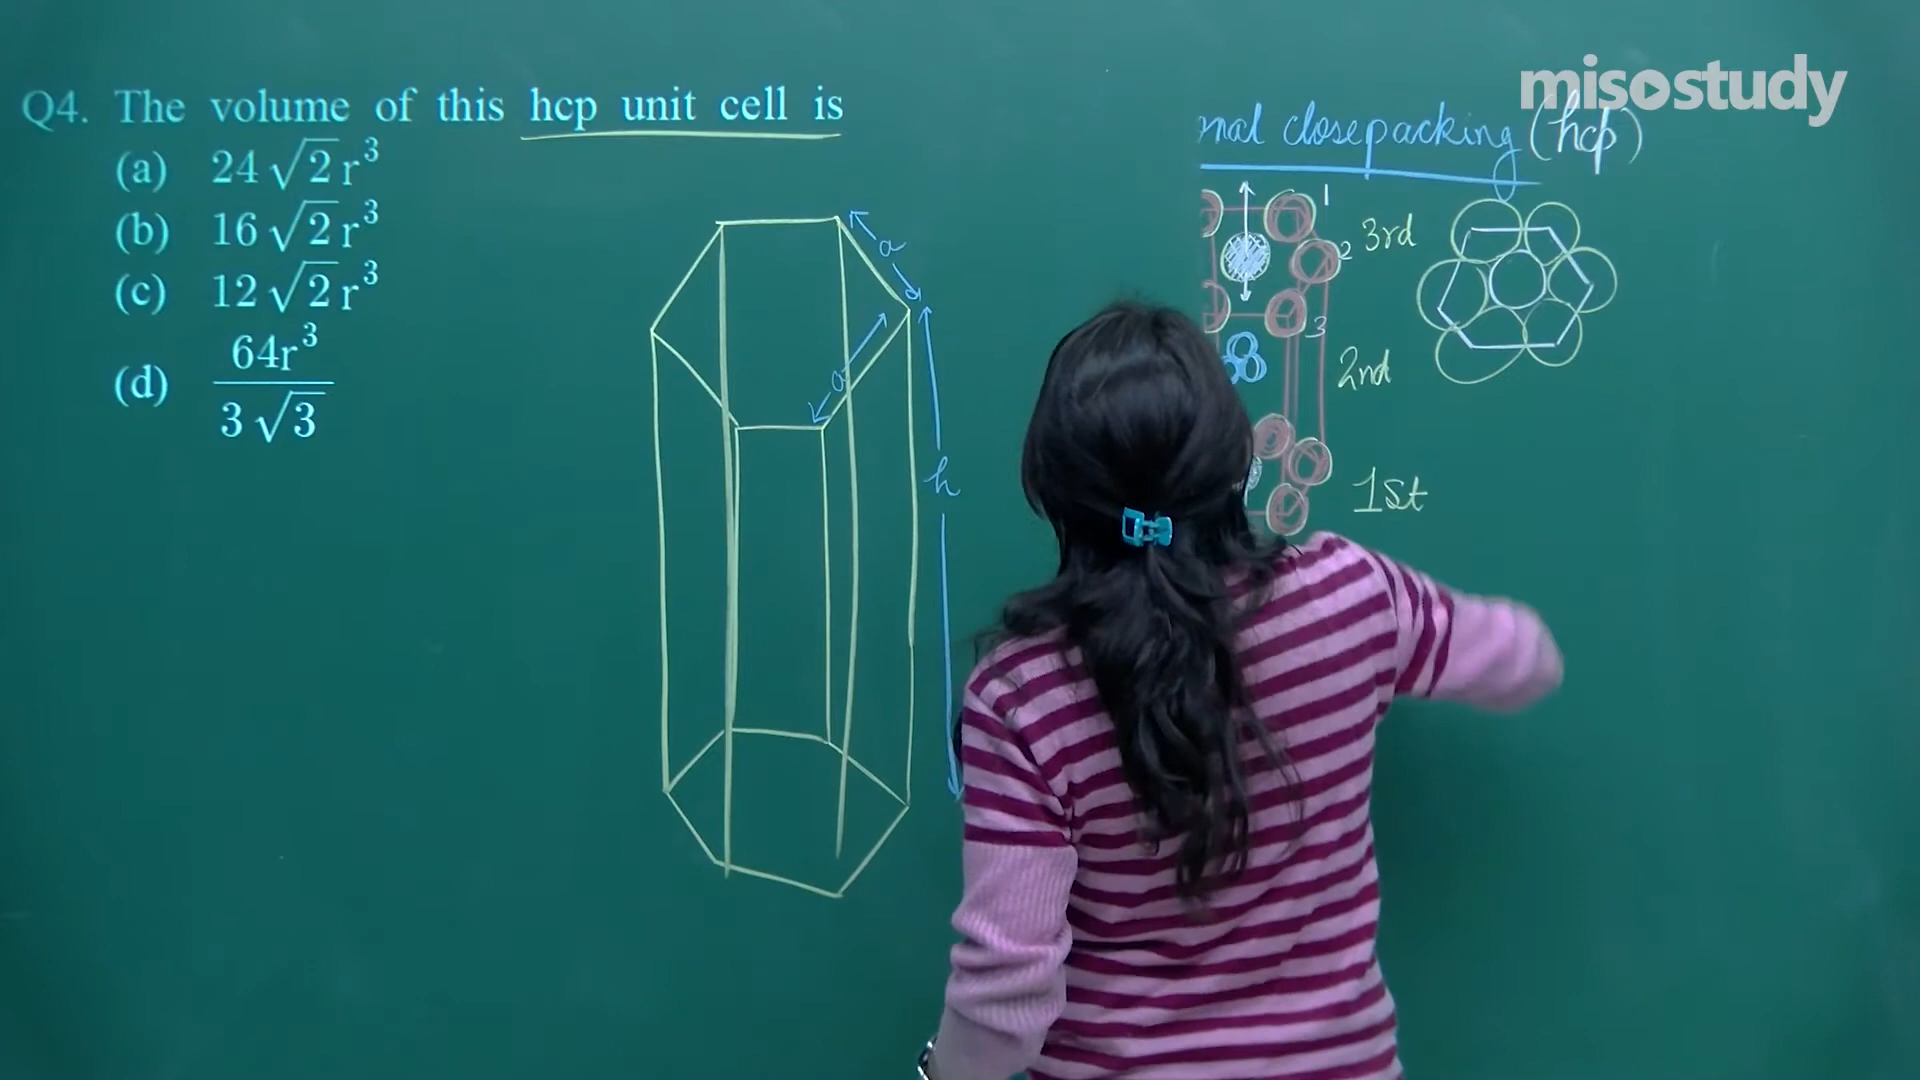 misostudy
Q4. The volume of this hcp unit cell is
(a) 24 √2 r³
(b) 16 √2 r³
(c) 12 √2 r³
(d) 64r³ / 3 √3
a
a
h
nal closepacking (hcp)
1
2
3
3rd
2nd
1st